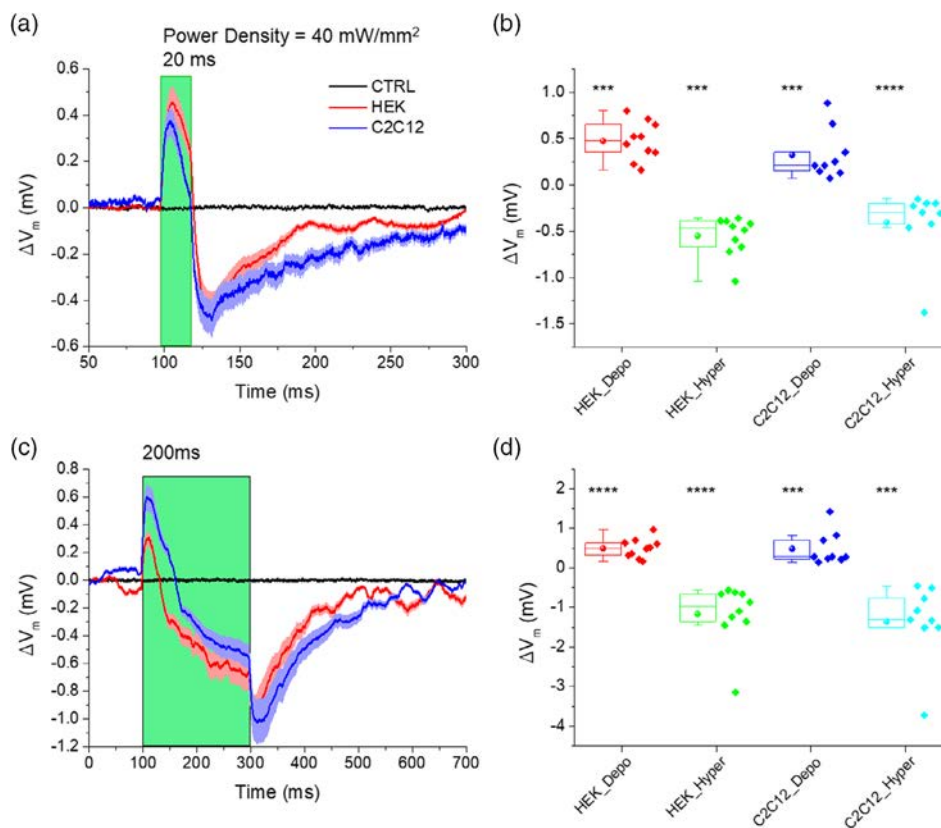 (a)
Power Density = 40 mW/mm²
20 ms
CTRL
HEK
C2C12
0.6
0.4
0.2
0.0
-0.2
-0.4
-0.6
ΔVm (mV)
50 100 150 200 250 300
Time (ms)
(b)
*** *** *** ****
1.0
0.5
0.0
-0.5
-1.0
-1.5
ΔVm (mV)
HEK_Depo
HEK_Hyper
C2C12_Depo
C2C12_Hyper
(c)
200ms
0.8
0.6
0.4
0.2
0.0
-0.2
-0.4
-0.6
-0.8
-1.0
-1.2
ΔVm (mV)
0 100 200 300 400 500 600 700
Time (ms)
(d)
**** **** *** ***
2
1
0
-1
-2
-3
-4
ΔVm (mV)
HEK_Depo
HEK_Hyper
C2C12_Depo
C2C12_Hyper